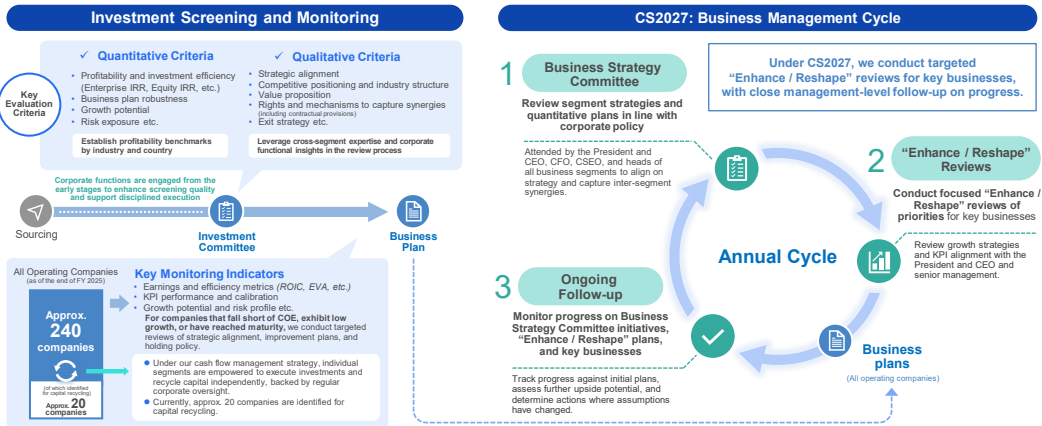 Investment Screening and Monitoring
Key
Evaluation
Criteria
✓ Quantitative Criteria
• Profitability and investment efficiency
(Enterprise IRR, Equity IRR, etc.)
• Business plan robustness
• Growth potential
• Risk exposure etc.
Establish profitability benchmarks
by industry and country
✓ Qualitative Criteria
• Strategic alignment
• Competitive positioning and industry structure
• Value proposition
• Rights and mechanisms to capture synergies
(including contractual provisions)
• Exit strategy etc.
Leverage cross-segment expertise and corporate
functional insights in the review process
Corporate functions are engaged from the
early stages to enhance screening quality
and support disciplined execution
Sourcing
Investment
Committee
Business
Plan
All Operating Companies
(as of the end of FY 2025)
Approx.
240
companies
(of which identified
for capital recycling)
Approx. 20
companies
Key Monitoring Indicators
• Earnings and efficiency metrics (ROIC, EVA, etc.)
• KPI performance and calibration
• Growth potential and risk profile etc.
For companies that fall short of COE, exhibit low
growth, or have reached maturity, we conduct targeted
reviews of strategic alignment, improvement plans, and
holding policy.
● Under our cash flow management strategy, individual
segments are empowered to execute investments and
recycle capital independently, backed by regular
corporate oversight.
● Currently, approx. 20 companies are identified for
capital recycling.
CS2027: Business Management Cycle
Under CS2027, we conduct targeted
“Enhance / Reshape” reviews for key businesses,
with close management-level follow-up on progress.
1
Business Strategy
Committee
Review segment strategies and
quantitative plans in line with
corporate policy
Attended by the President and
CEO, CFO, CSEO, and heads of
all business segments to align on
strategy and capture inter-segment
synergies.
2
“Enhance / Reshape”
Reviews
Conduct focused “Enhance /
Reshape” reviews of
priorities for key businesses
Review growth strategies
and KPI alignment with the
President and CEO and
senior management.
Annual Cycle
3
Ongoing
Follow-up
Monitor progress on Business
Strategy Committee initiatives,
“Enhance / Reshape” plans,
and key businesses
Track progress against initial plans,
assess further upside potential, and
determine actions where assumptions
have changed.
Business
plans
(All operating companies)